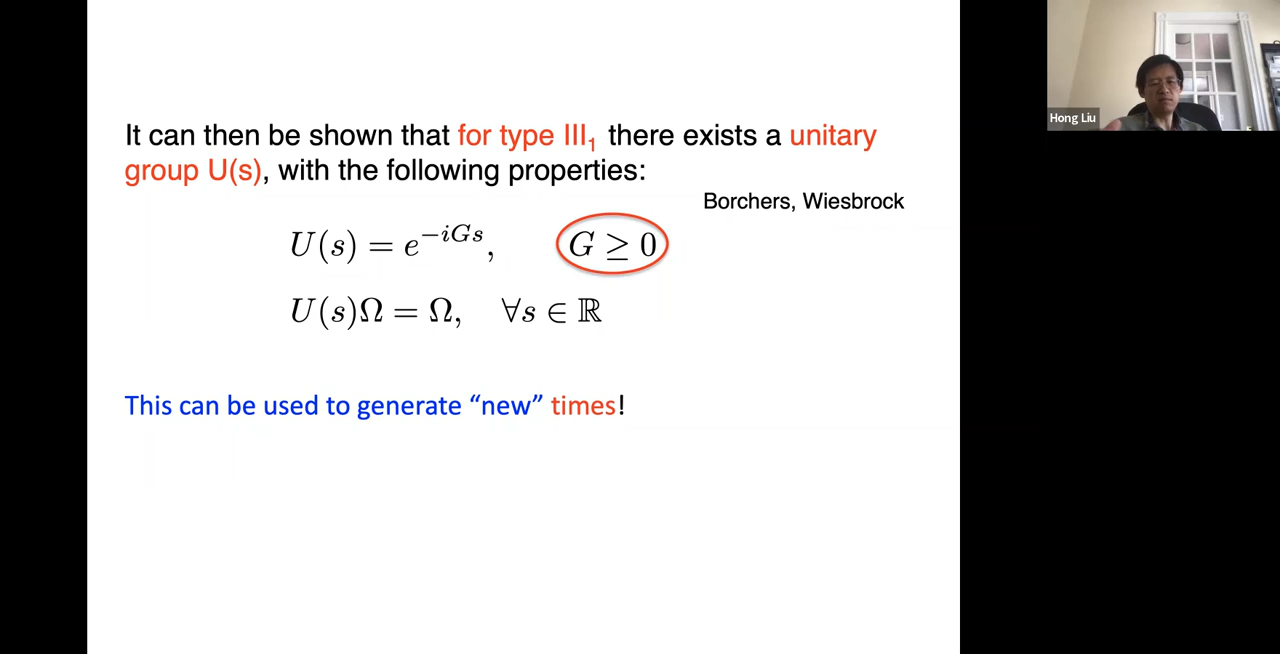 It can then be shown that for type III₁ there exists a unitary
group U(s), with the following properties:
Borchers, Wiesbrock
U(s) = e^{-iGs}, G ≥ 0
U(s)Ω = Ω, ∀s ∈ ℝ
This can be used to generate “new” times!
Hong Liu